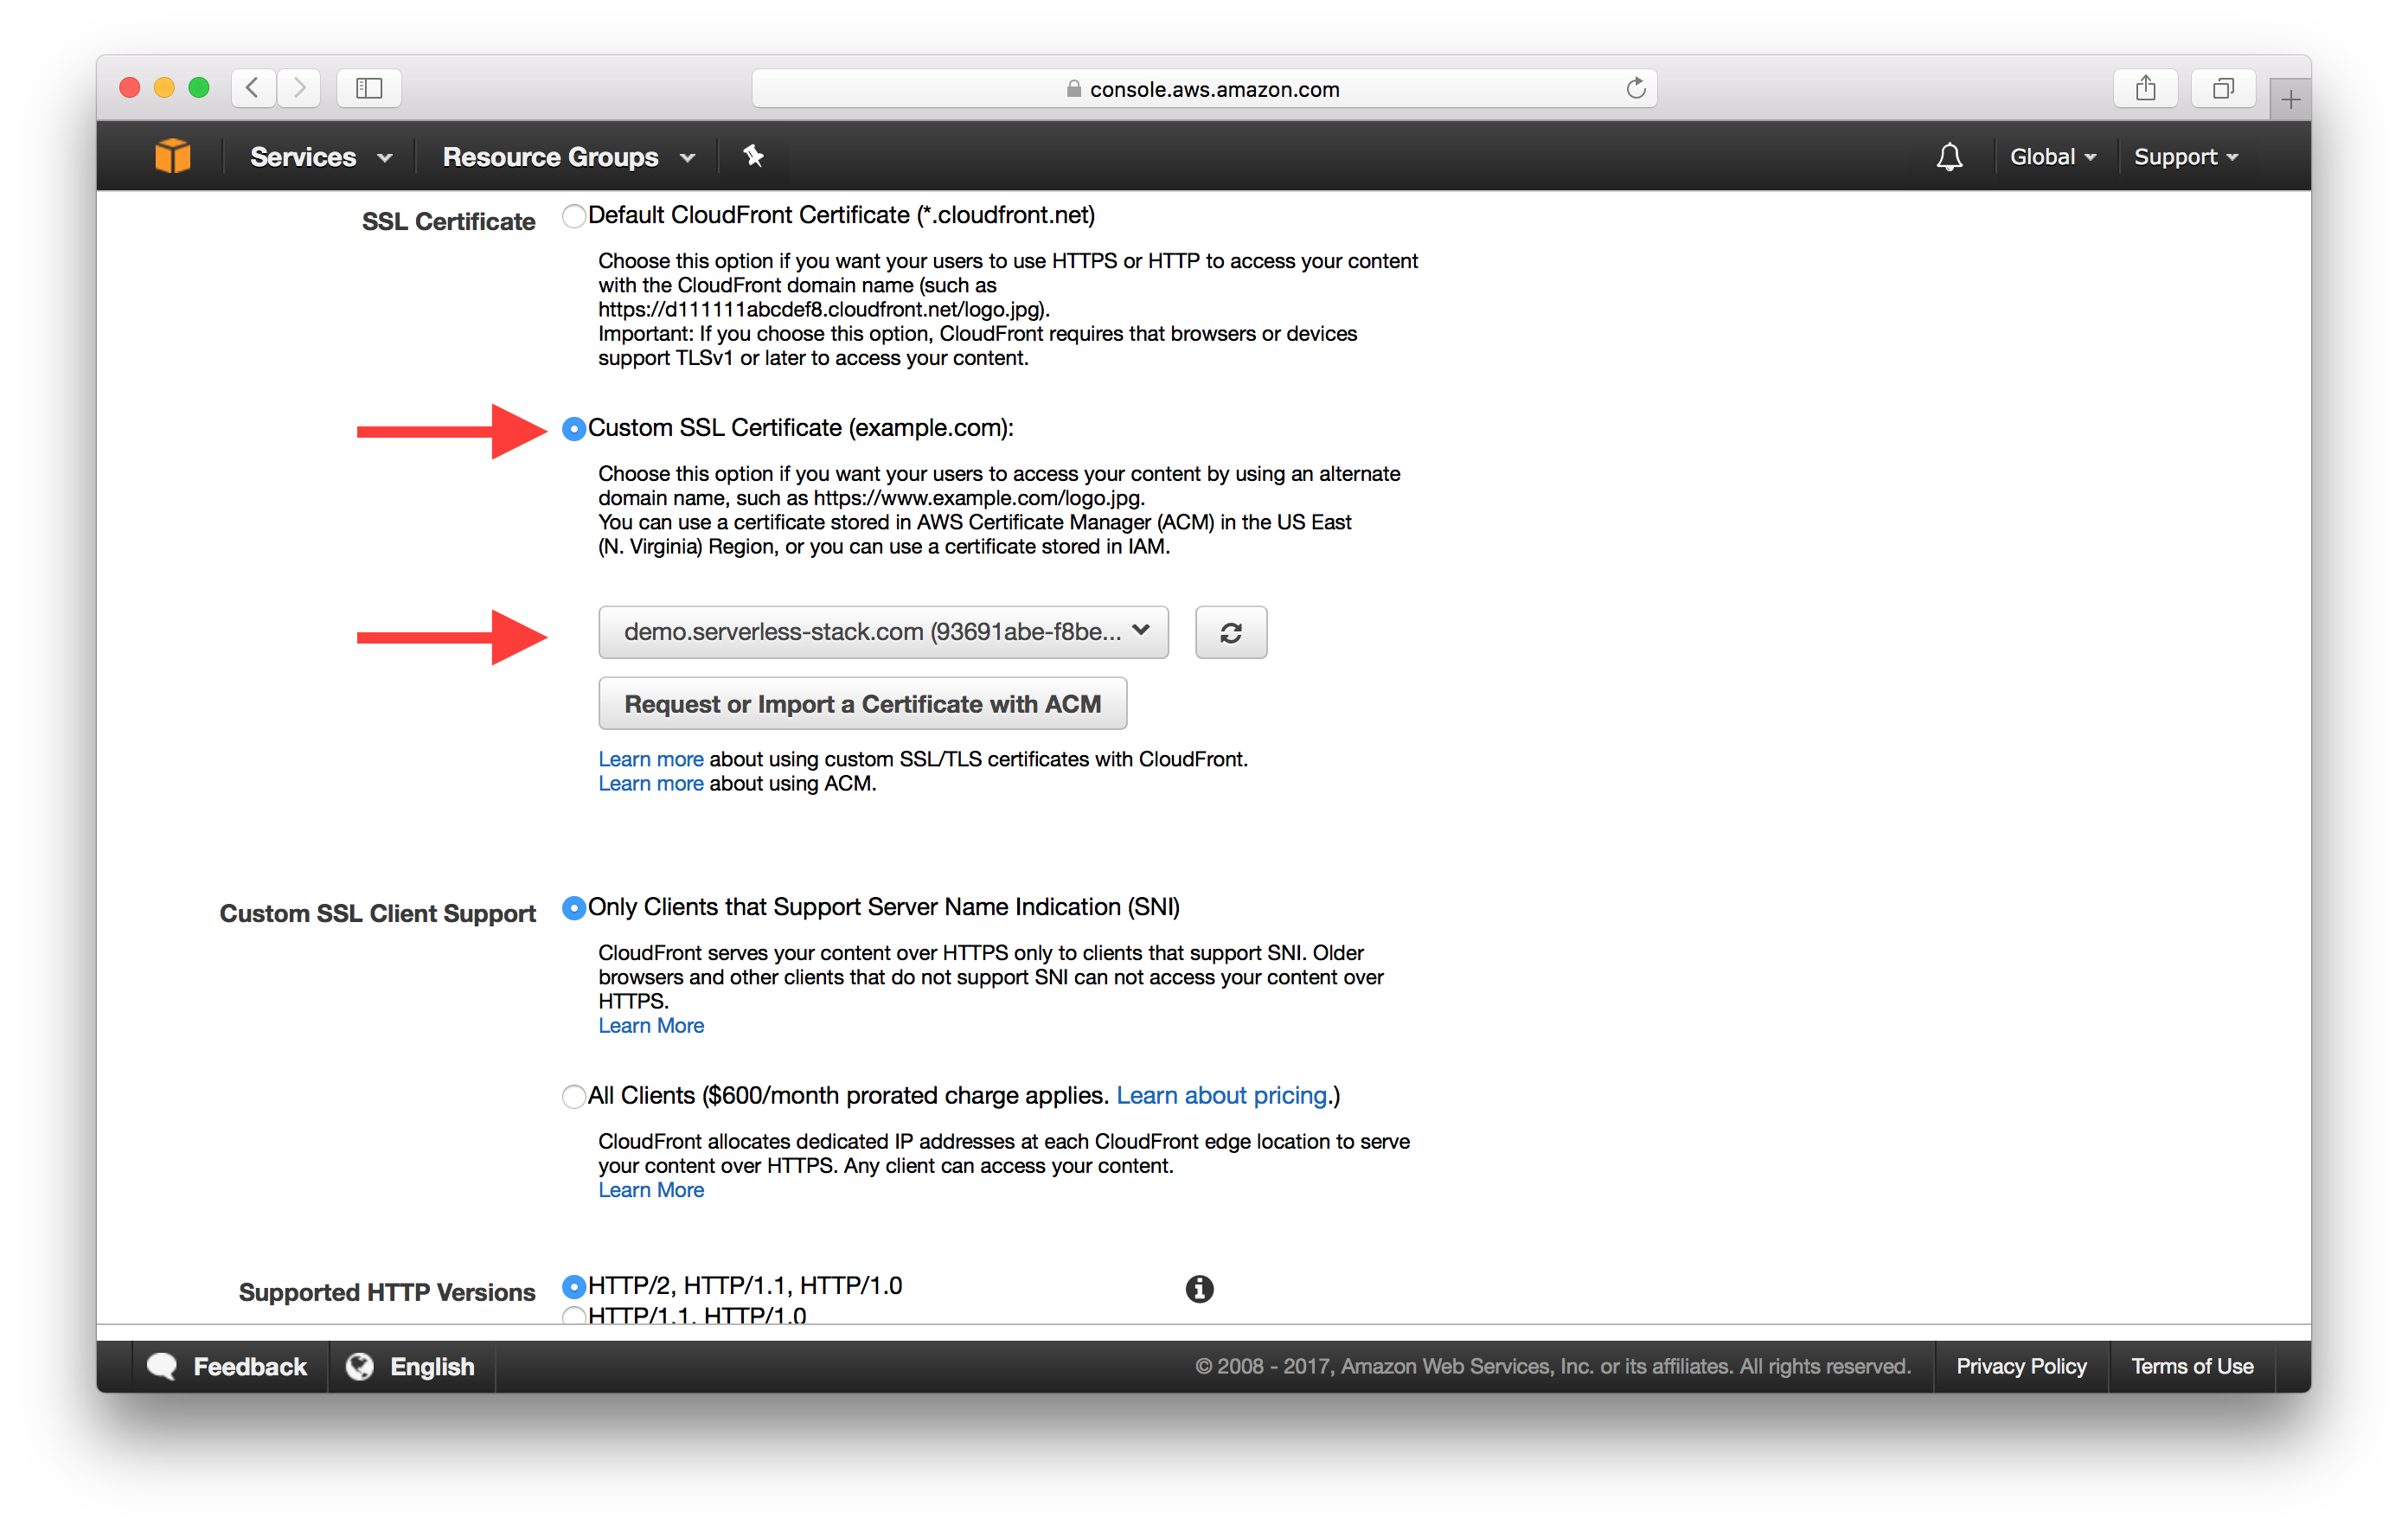 console.aws.amazon.com
Services
Resource Groups
Global
Support
SSL Certificate
Default CloudFront Certificate (*.cloudfront.net)
Choose this option if you want your users to use HTTPS or HTTP to access your content
with the CloudFront domain name (such as
https://d111111abcdef8.cloudfront.net/logo.jpg).
Important: If you choose this option, CloudFront requires that browsers or devices
support TLSv1 or later to access your content.
Custom SSL Certificate (example.com):
Choose this option if you want your users to access your content by using an alternate
domain name, such as https://www.example.com/logo.jpg.
You can use a certificate stored in AWS Certificate Manager (ACM) in the US East
(N. Virginia) Region, or you can use a certificate stored in IAM.
demo.serverless-stack.com (93691abe-f8be...
Request or Import a Certificate with ACM
Learn more about using custom SSL/TLS certificates with CloudFront.
Learn more about using ACM.
Custom SSL Client Support
Only Clients that Support Server Name Indication (SNI)
CloudFront serves your content over HTTPS only to clients that support SNI. Older
browsers and other clients that do not support SNI can not access your content over
HTTPS.
Learn More
All Clients ($600/month prorated charge applies. Learn about pricing.)
CloudFront allocates dedicated IP addresses at each CloudFront edge location to serve
your content over HTTPS. Any client can access your content.
Learn More
Supported HTTP Versions
HTTP/2, HTTP/1.1, HTTP/1.0
HTTP/1.1, HTTP/1.0
Feedback
English
© 2008 - 2017, Amazon Web Services, Inc. or its affiliates. All rights reserved.
Privacy Policy
Terms of Use